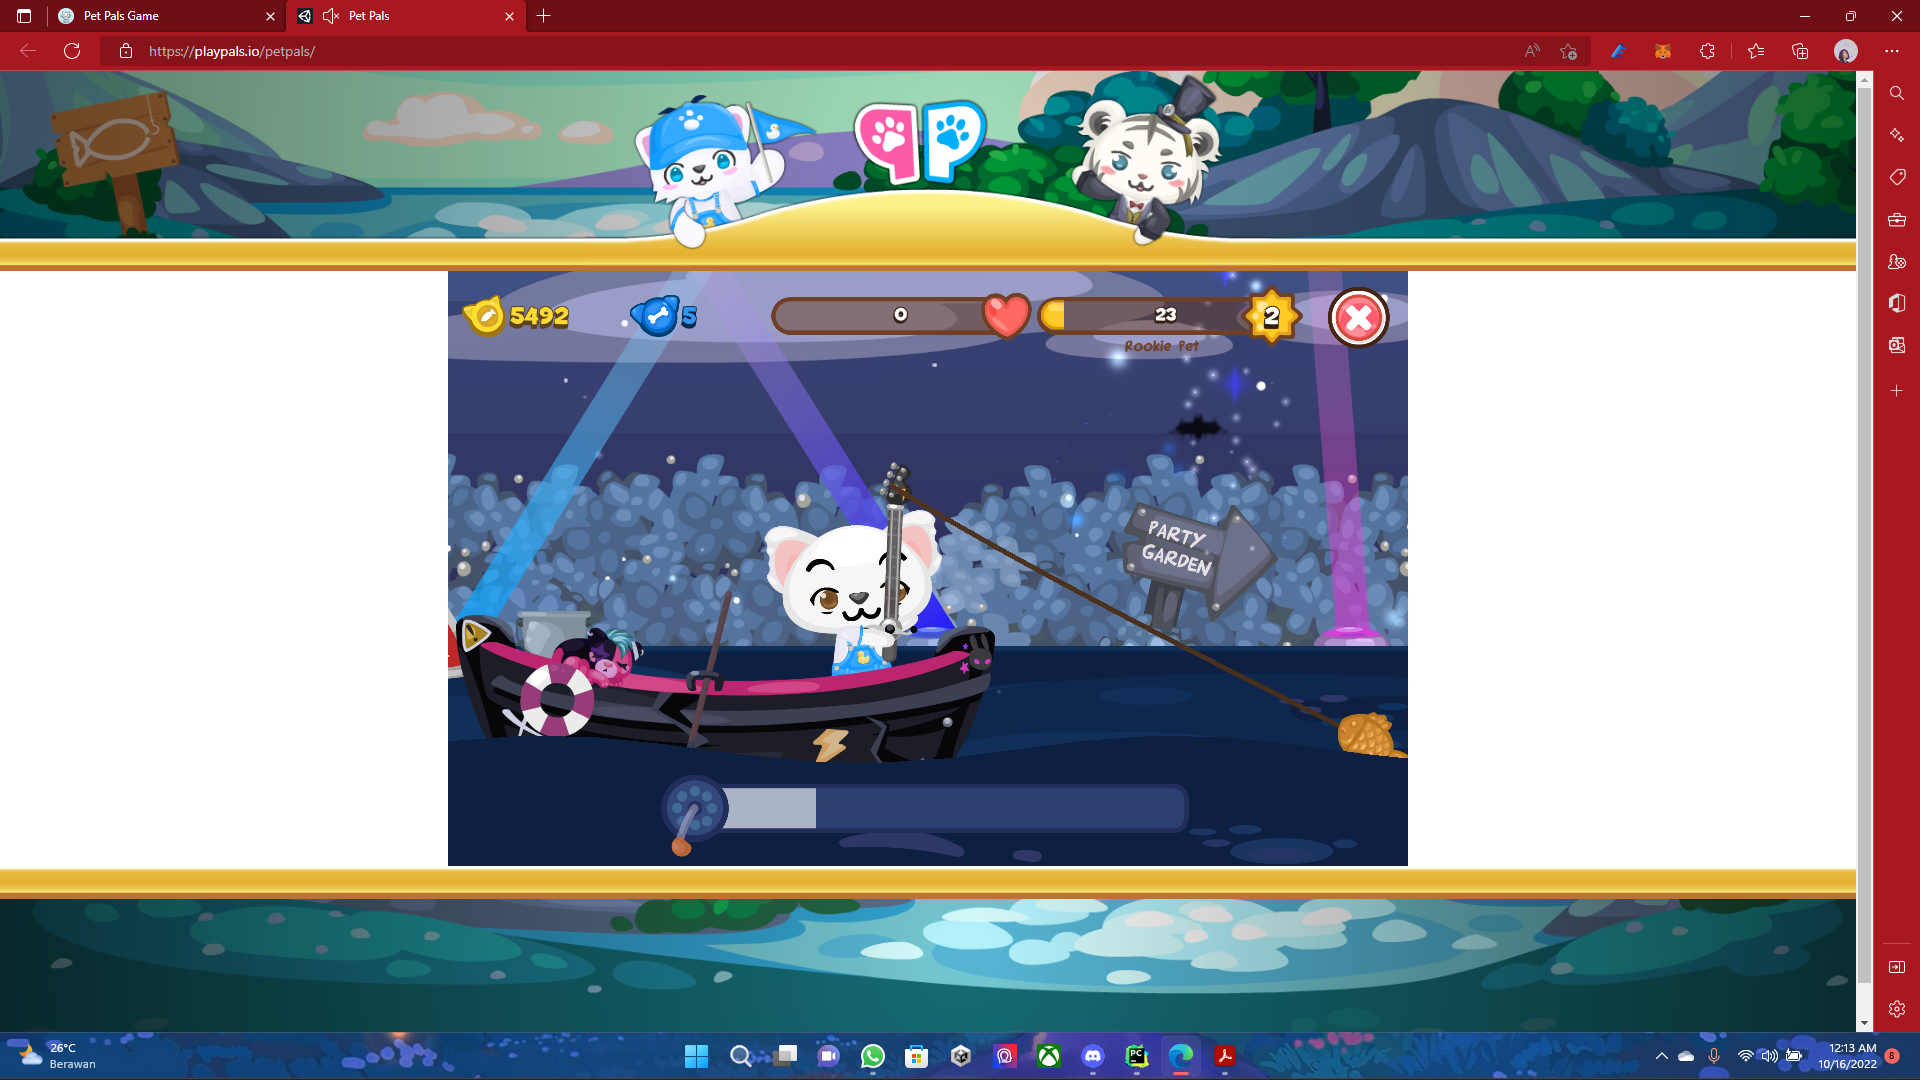 Pet Pals Game
Pet Pals
https://playpals.io/petpals/
5492
5
0
23
2
Rookie Pet
PARTY
GARDEN
26°C
Berawan
12:13 AM
10/16/2022
8